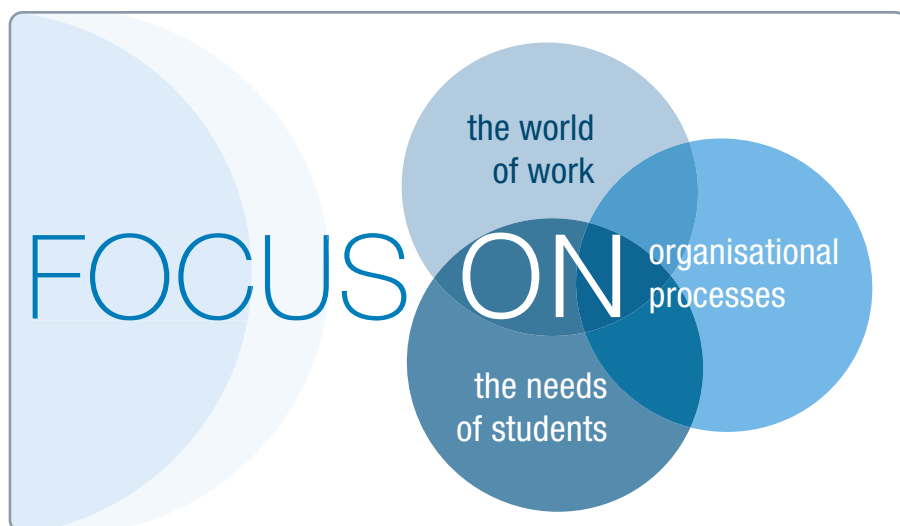 the world
of work
FOCUS ON
organisational
processes
the needs
of students